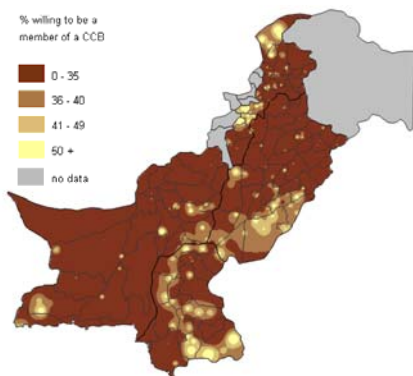 % willing to be a
member of a CCB
0 - 35
36 - 40
41 - 49
50 +
no data